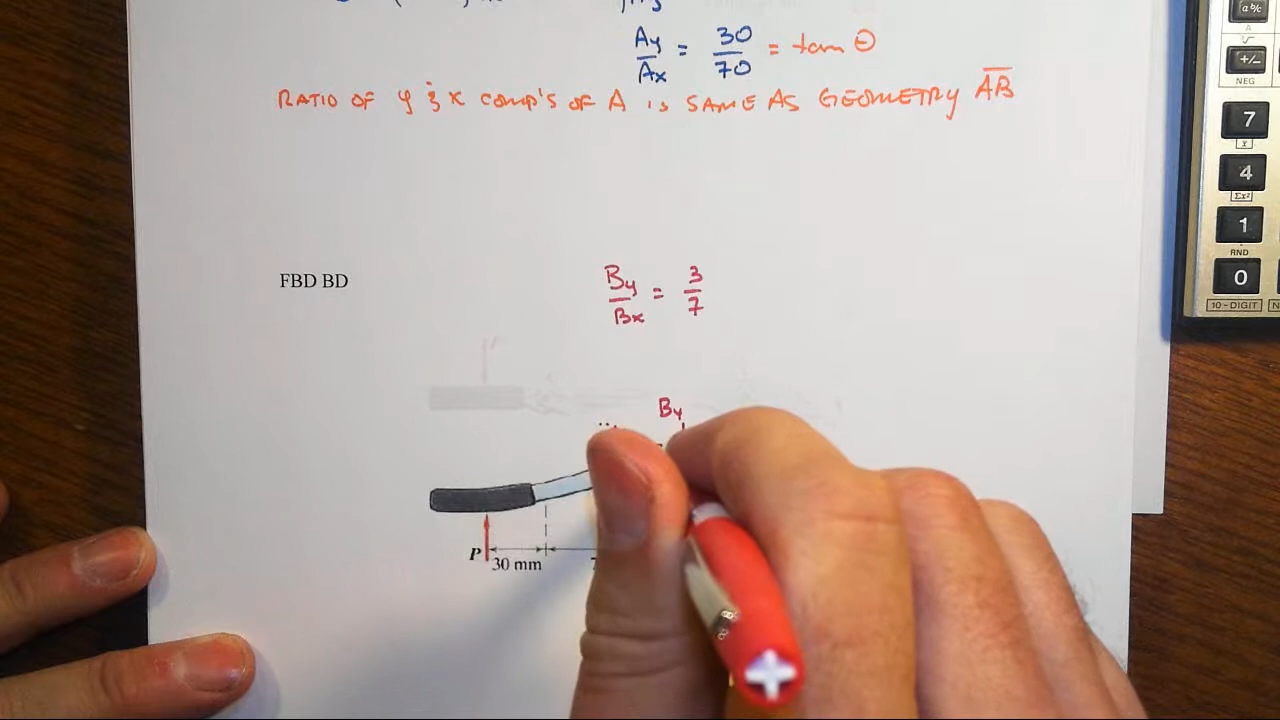 Ay/Ax = 30/70 = tan θ
RATIO OF y & x COMP'S OF A IS SAME AS GEOMETRY A̅B̅
FBD BD
By/Bx = 3/7
By
P
30 mm
a b/c
A
+/-
NEG
7
x̄
4
Σx²
1
RND
0
10-DIGIT